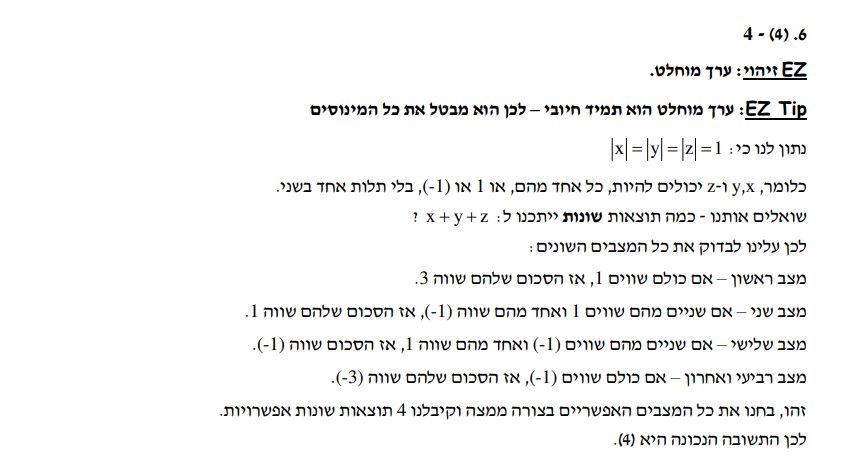 6. (4) - 4
EZ זיהוי: ערך מוחלט.
EZ Tip: ערך מוחלט הוא תמיד חיובי – לכן הוא מבטל את כל המינוסים
נתון לנו כי: |x| = |y| = |z| = 1
כלומר, y,x ו-z יכולים להיות, כל אחד מהם, או 1 או (-1), בלי תלות אחד בשני.
שואלים אותנו - כמה תוצאות שונות ייתכנו ל: x + y + z ?
לכן עלינו לבדוק את כל המצבים השונים:
מצב ראשון – אם כולם שווים 1, אז הסכום שלהם שווה 3.
מצב שני – אם שניים מהם שווים 1 ואחד מהם שווה (-1), אז הסכום שלהם שווה 1.
מצב שלישי – אם שניים מהם שווים (-1) ואחד מהם שווה 1, אז הסכום שווה (-1).
מצב רביעי ואחרון – אם כולם שווים (-1), אז הסכום שלהם שווה (-3).
זהו, בחנו את כל המצבים האפשריים בצורה ממצה וקיבלנו 4 תוצאות שונות אפשרויות.
לכן התשובה הנכונה היא (4).